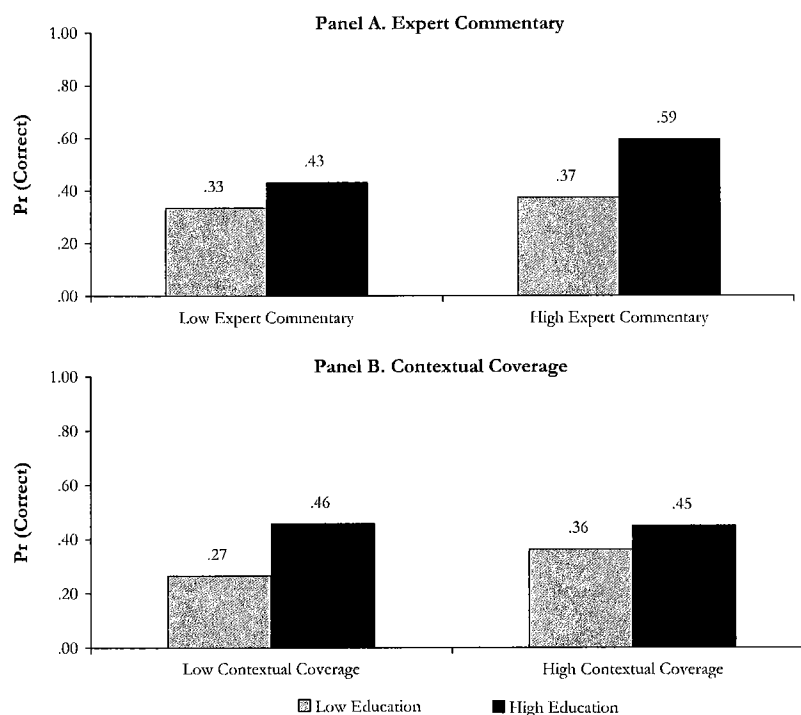 Panel A. Expert Commentary
1.00
.80
.60
.40
.20
.00
Pr (Correct)
.33
.43
.37
.59
Low Expert Commentary
High Expert Commentary
Panel B. Contextual Coverage
1.00
.80
.60
.40
.20
.00
Pr (Correct)
.27
.46
.36
.45
Low Contextual Coverage
High Contextual Coverage
Low Education
High Education